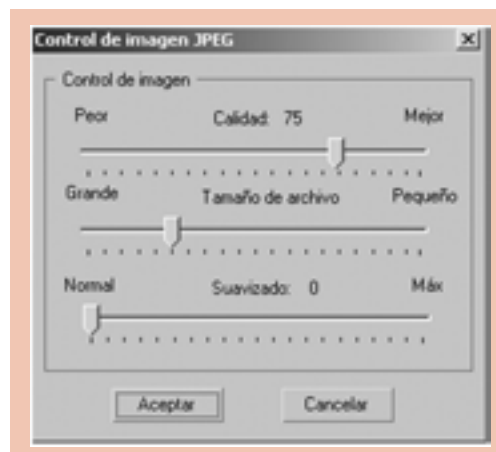 Control de imagen JPEG
Control de imagen
Peor Calidad: 75 Mejor
Grande Tamaño de archivo Pequeño
Normal Suavizado: 0 Máx
Aceptar Cancelar